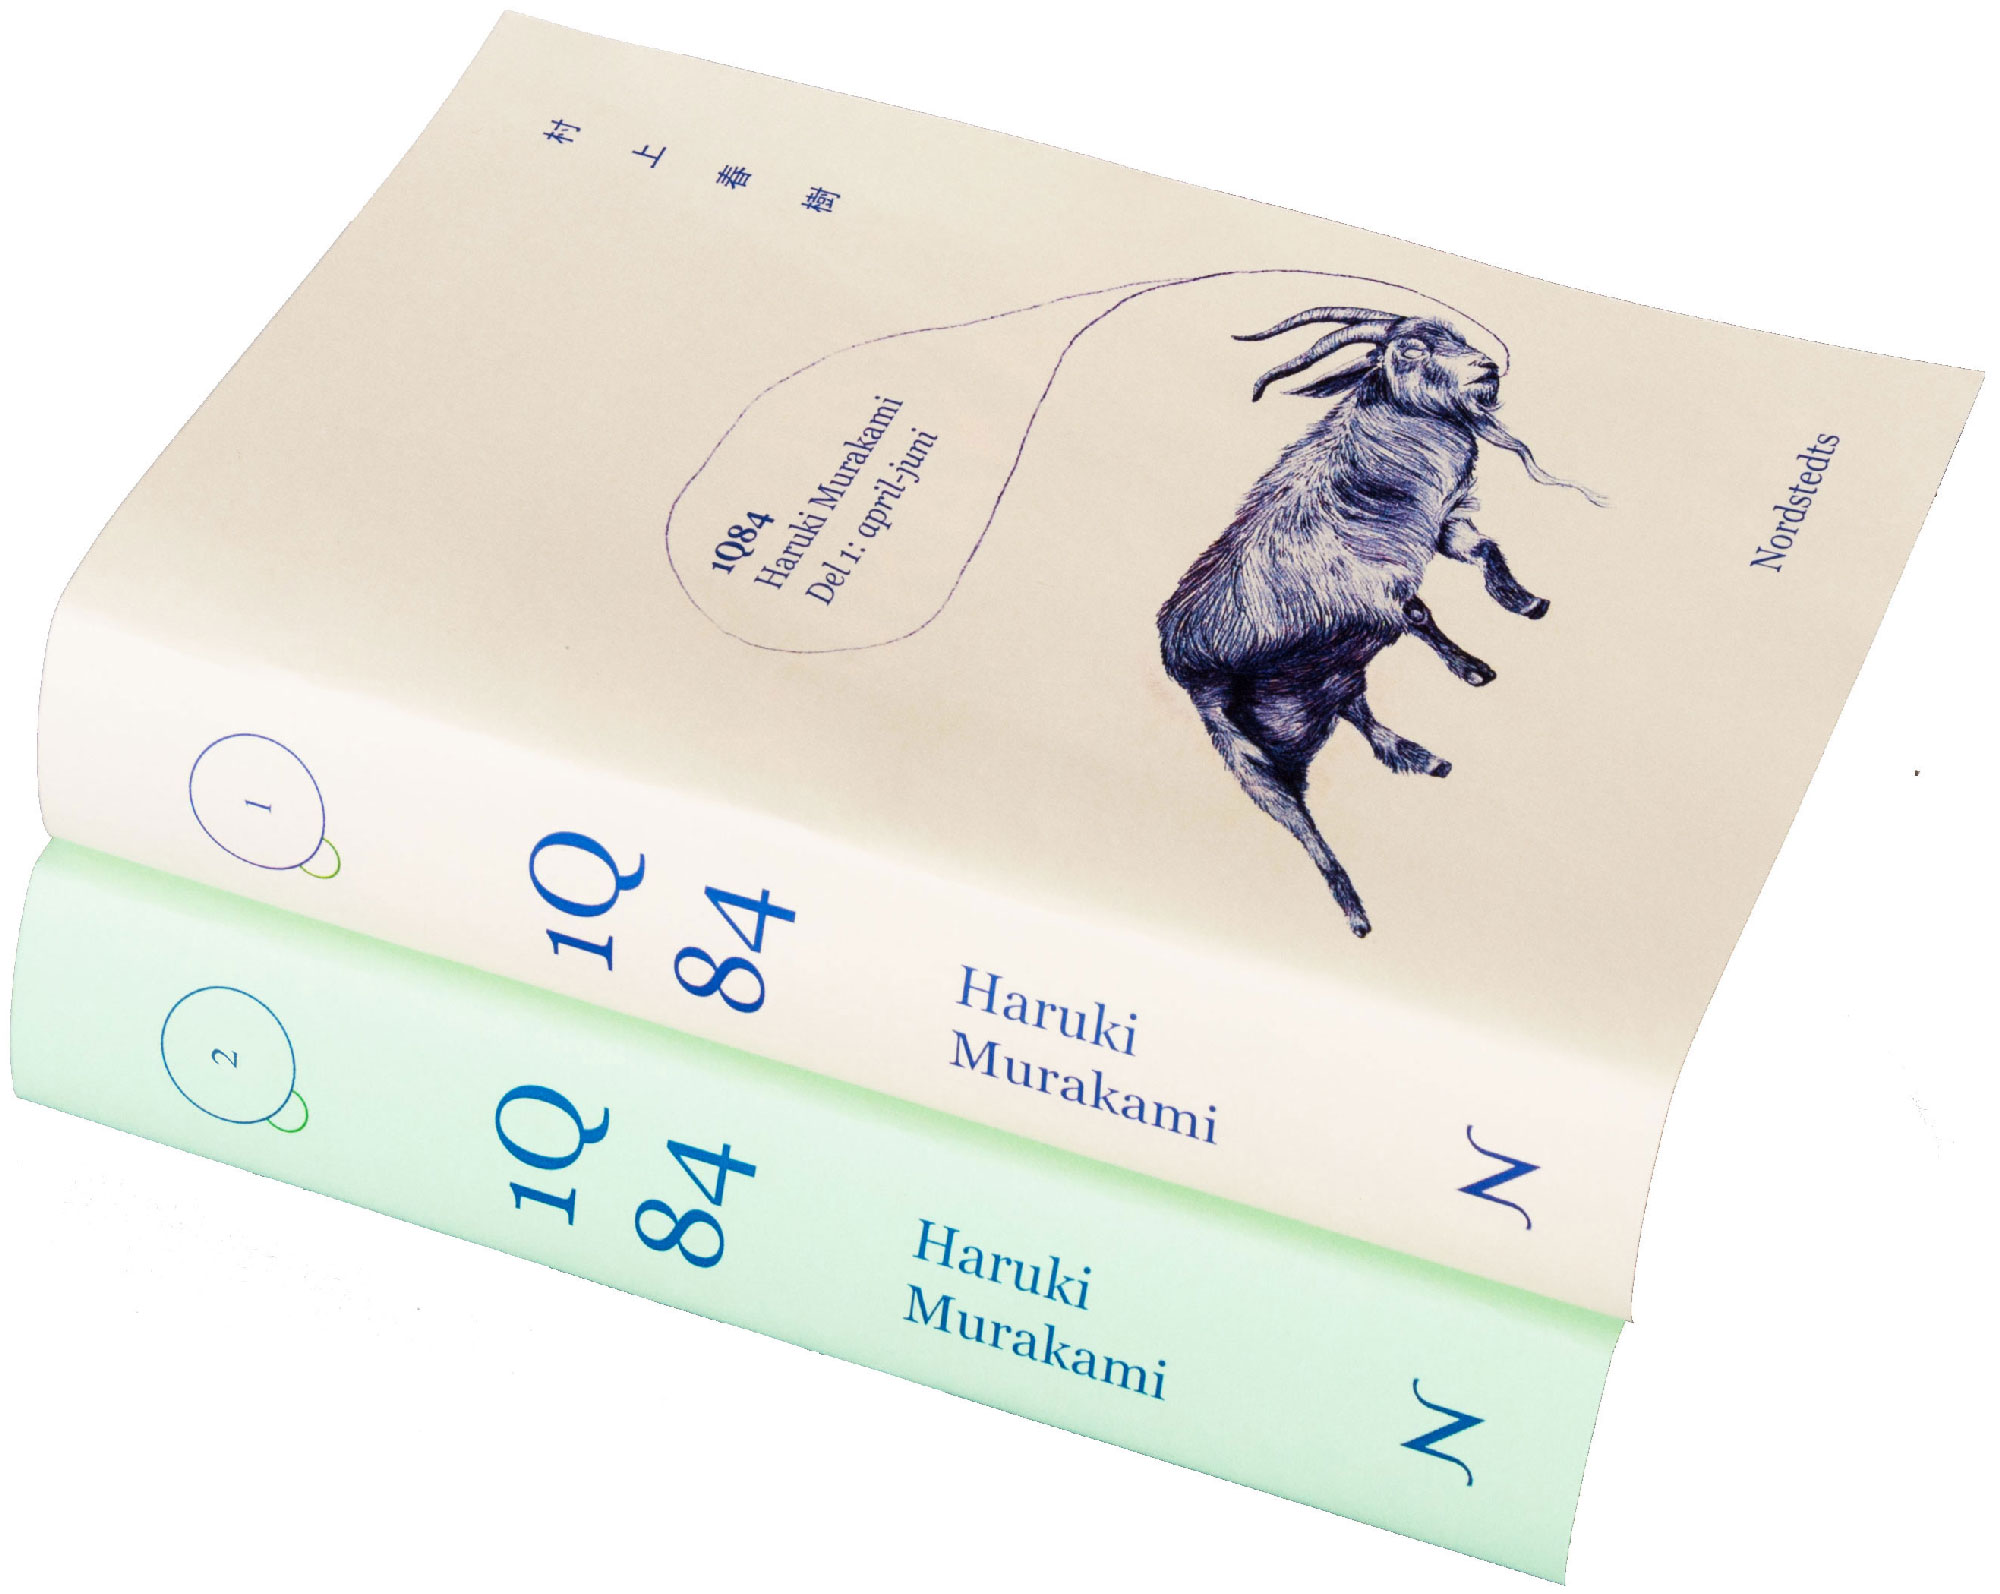 村上春樹
1Q84
Haruki Murakami
Del 1: april-juni
Nordstedts
1
1Q
84
Haruki
Murakami
N
2
1Q
84
Haruki
Murakami
N